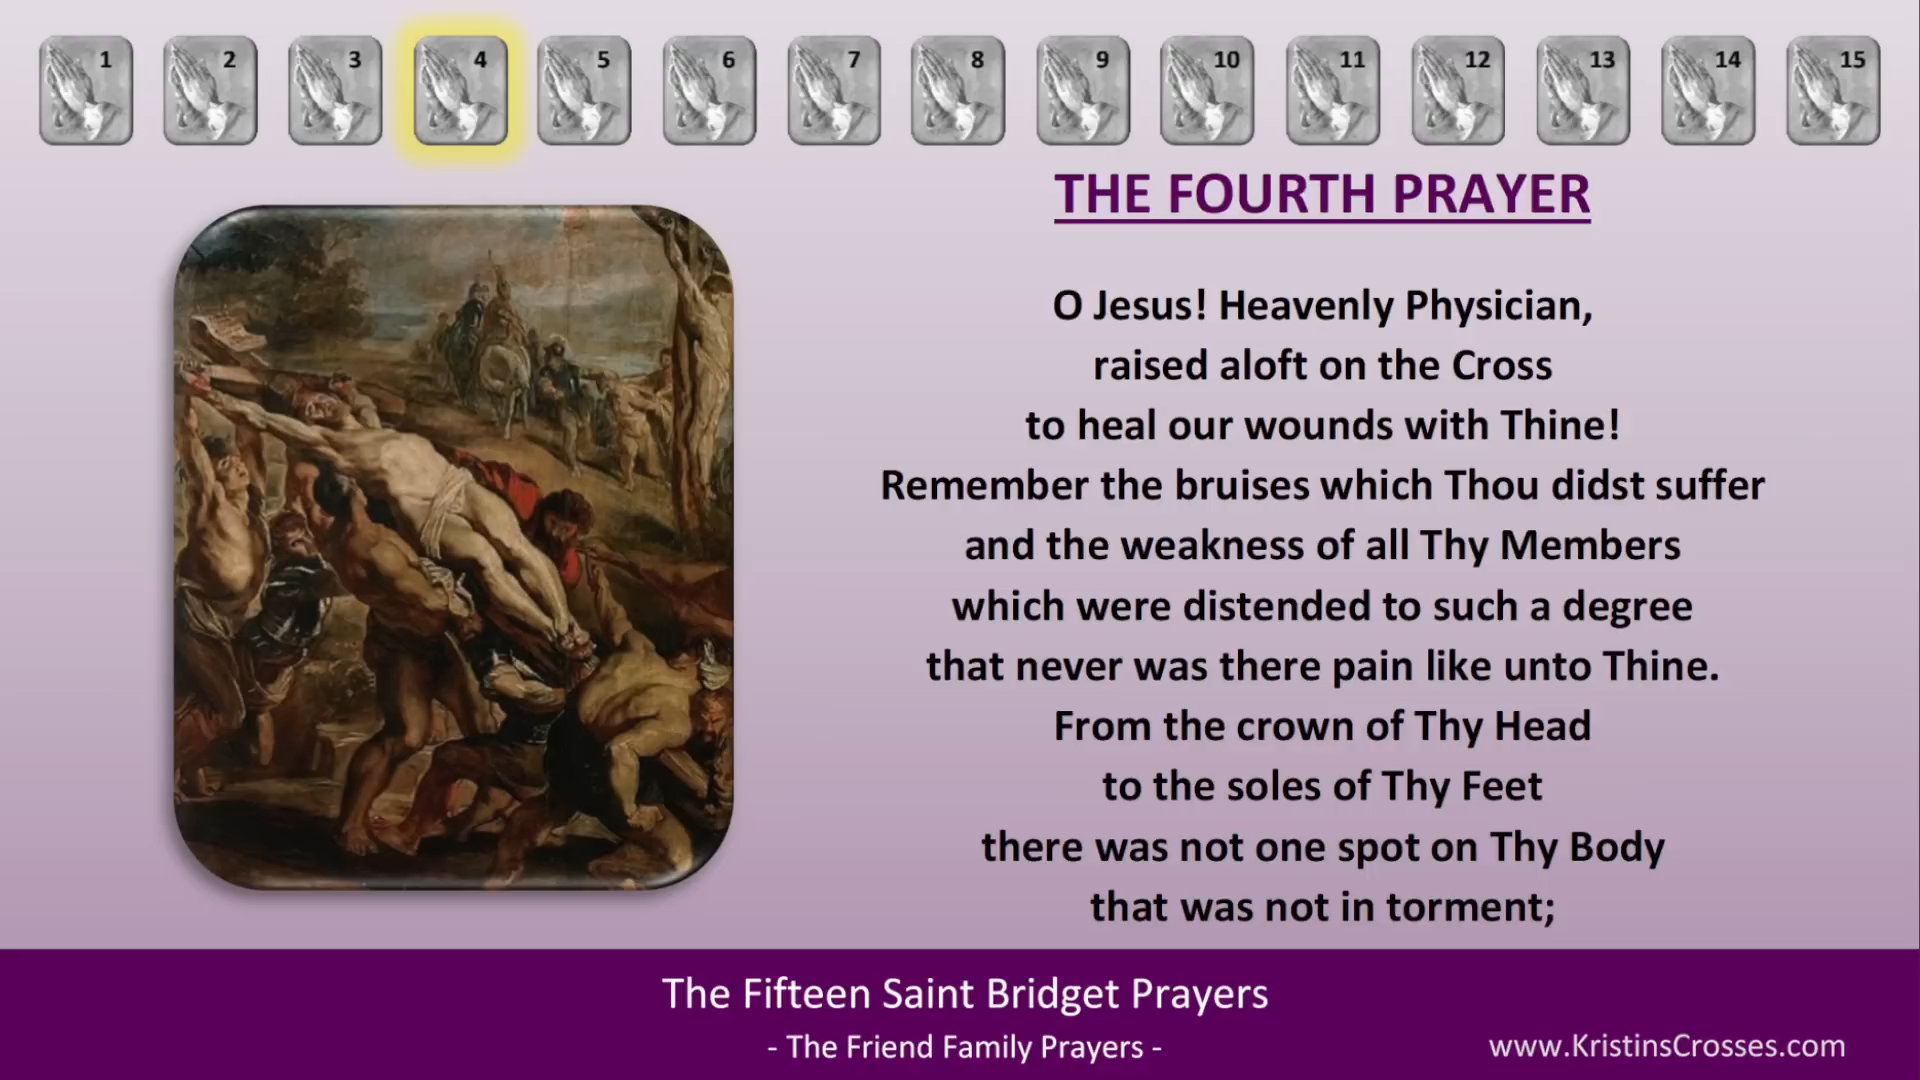 1 2 3 4 5 6 7 8 9 10 11 12 13 14 15
THE FOURTH PRAYER
O Jesus! Heavenly Physician,
raised aloft on the Cross
to heal our wounds with Thine!
Remember the bruises which Thou didst suffer
and the weakness of all Thy Members
which were distended to such a degree
that never was there pain like unto Thine.
From the crown of Thy Head
to the soles of Thy Feet
there was not one spot on Thy Body
that was not in torment;
The Fifteen Saint Bridget Prayers
- The Friend Family Prayers -
www.KristinsCrosses.com